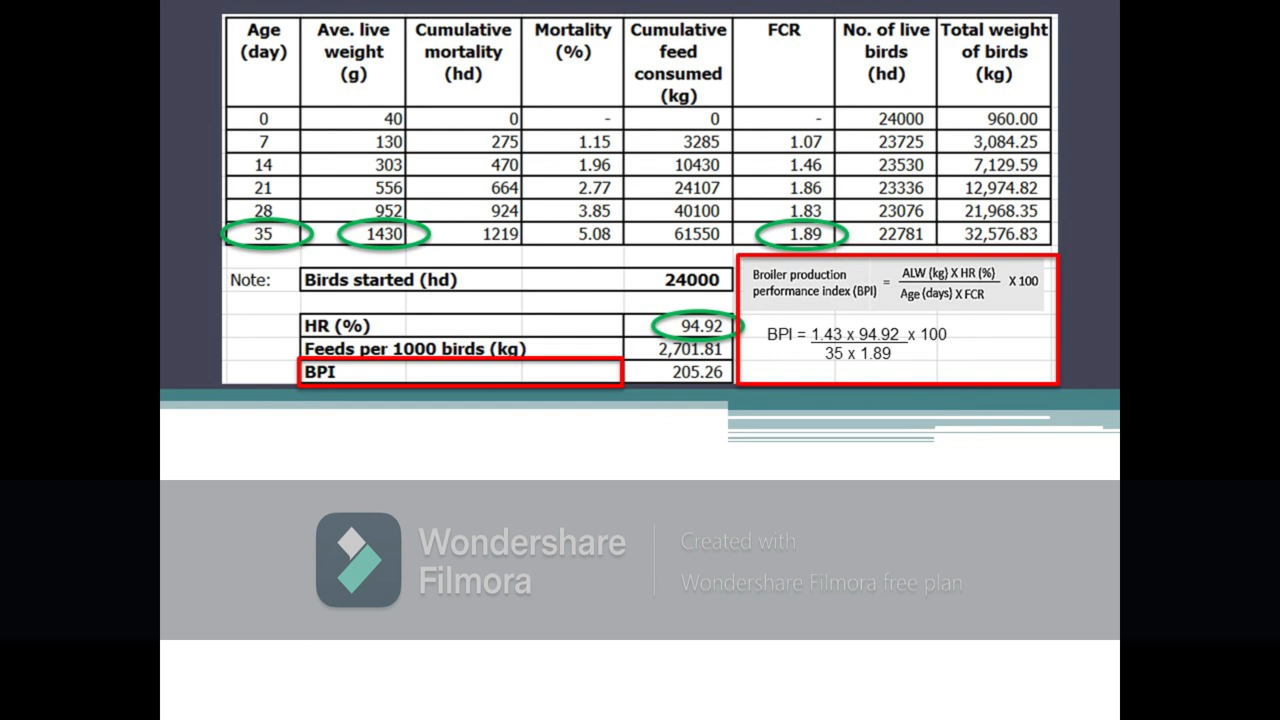 Age (day) Ave. live weight (g) Cumulative mortality (hd) Mortality (%) Cumulative feed consumed (kg) FCR No. of live birds (hd) Total weight of birds (kg)
0 40 0 - 0 - 24000 960.00
7 130 275 1.15 3285 1.07 23725 3,084.25
14 303 470 1.96 10430 1.46 23530 7,129.59
21 556 664 2.77 24107 1.86 23336 12,974.82
28 952 924 3.85 40100 1.83 23076 21,968.35
35 1430 1219 5.08 61550 1.89 22781 32,576.83
Note: Birds started (hd) 24000
HR (%) 94.92
Feeds per 1000 birds (kg) 2,701.81
BPI 205.26
Broiler production performance index (BPI) = ALW (kg) X HR (%) X 100
Age (days) X FCR
BPI = 1.43 x 94.92 x 100
35 x 1.89
Wondershare Filmora
Created with
Wondershare Filmora free plan